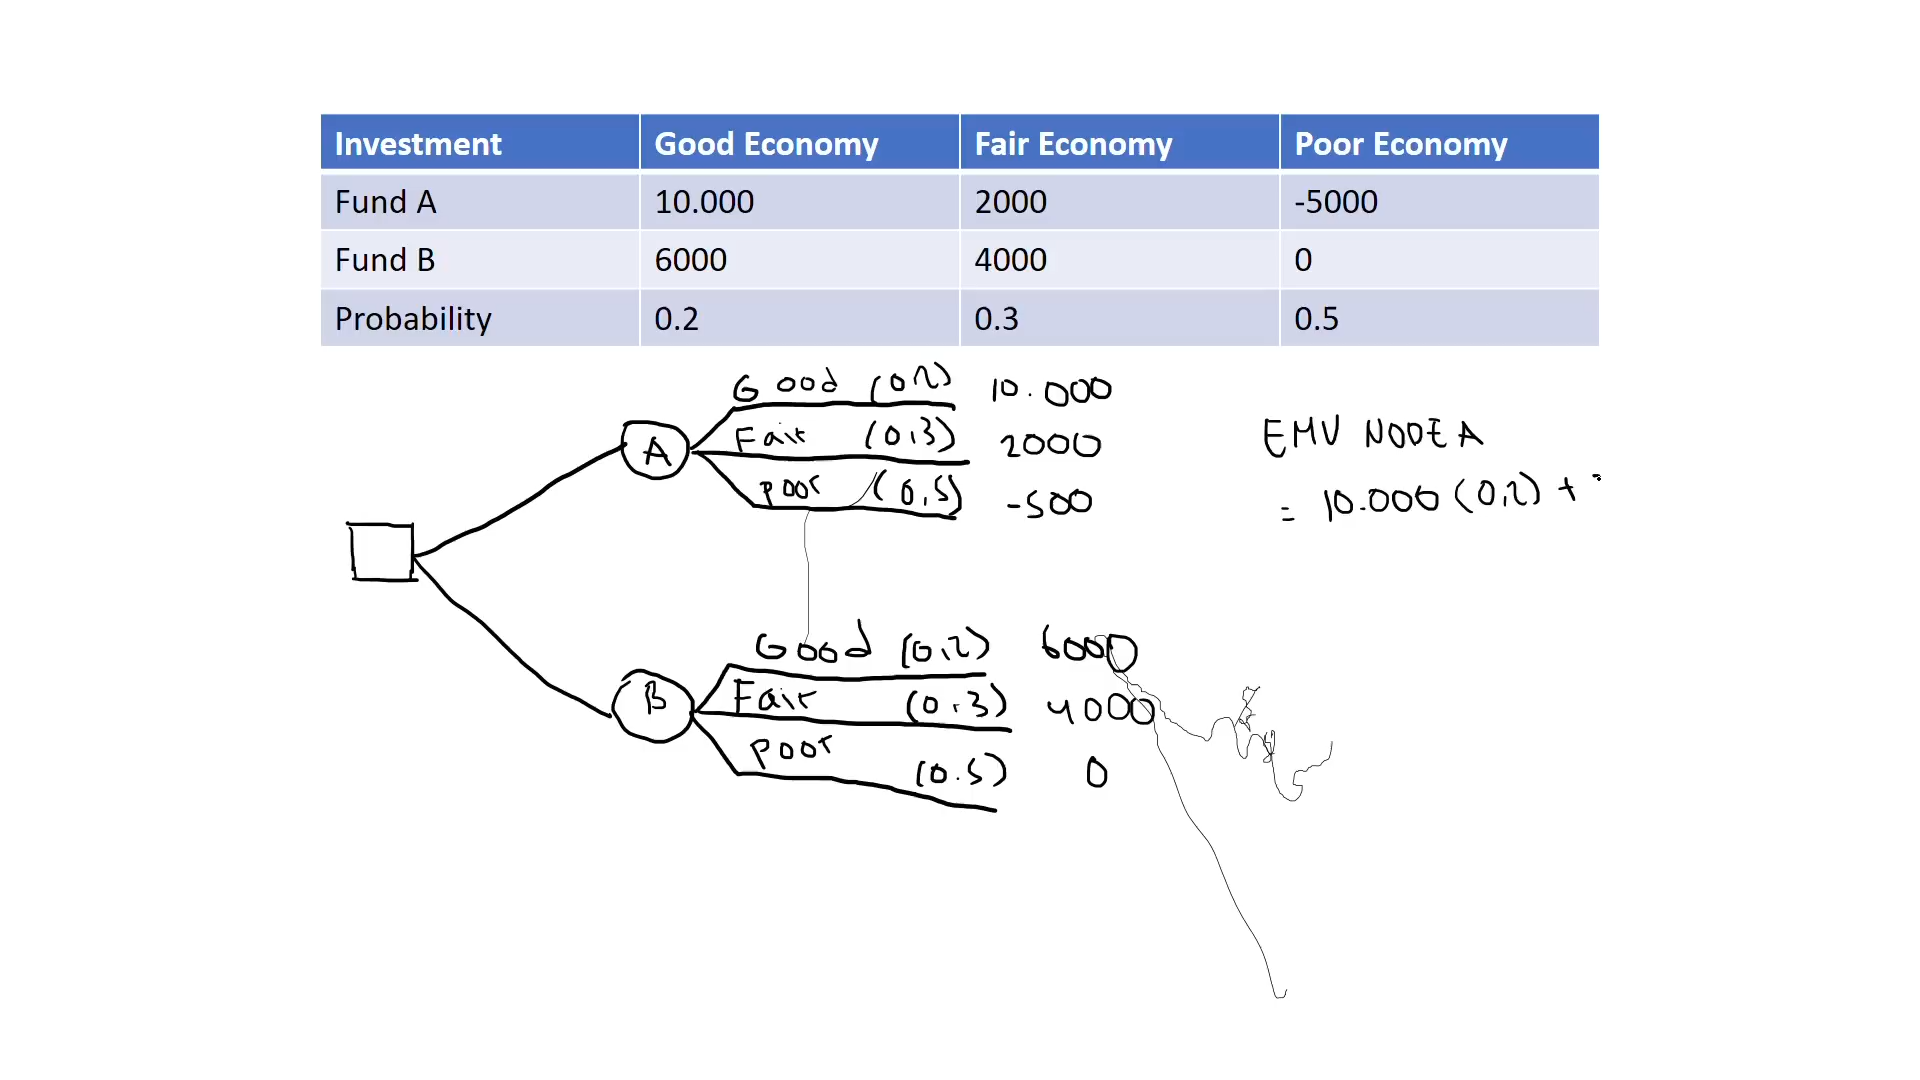 Investment Good Economy Fair Economy Poor Economy
Fund A 10.000 2000 -5000
Fund B 6000 4000 0
Probability 0.2 0.3 0.5
Good (0,2) 10.000
A Fair (0,3) 2000
poor (0,5) -500
EMV NODE A
= 10.000 (0,2) +
Good (0,2) 6000
B Fair (0.3) 4000
poor (0.5) 0